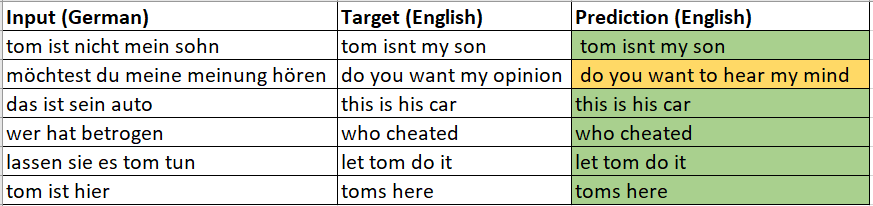 Input (German) Target (English) Prediction (English)
tom ist nicht mein sohn tom isnt my son tom isnt my son
möchtest du meine meinung hören do you want my opinion do you want to hear my mind
das ist sein auto this is his car this is his car
wer hat betrogen who cheated who cheated
lassen sie es tom tun let tom do it let tom do it
tom ist hier toms here toms here